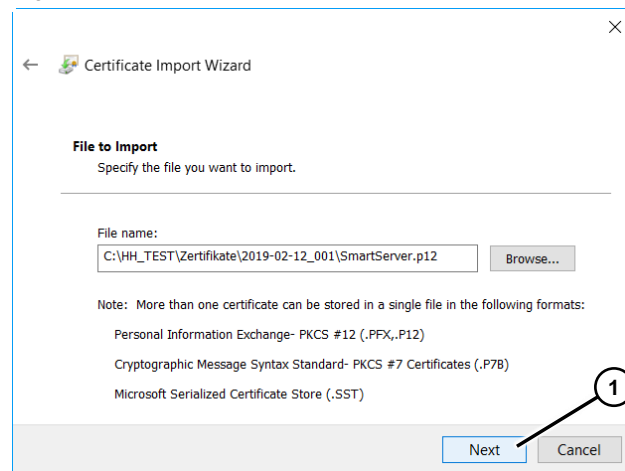 Certificate Import Wizard
File to Import
Specify the file you want to import.
File name:
C:\HH_TEST\Zertifikate\2019-02-12_001\SmartServer.p12
Browse...
Note: More than one certificate can be stored in a single file in the following formats:
Personal Information Exchange- PKCS #12 (.PFX,.P12)
Cryptographic Message Syntax Standard- PKCS #7 Certificates (.P7B)
Microsoft Serialized Certificate Store (.SST)
1
Next
Cancel